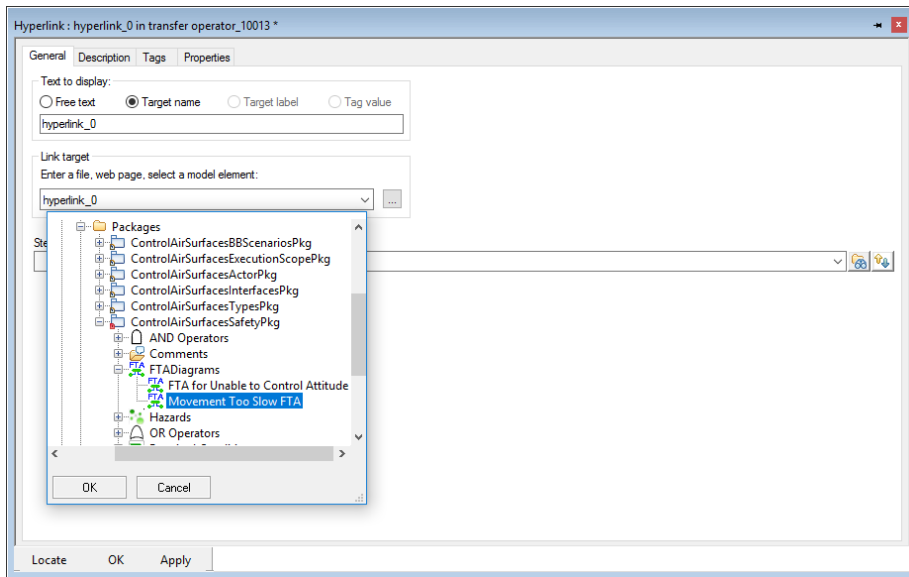 Hyperlink : hyperlink_0 in transfer operator_10013 *
General Description Tags Properties
Text to display:
Free text Target name Target label Tag value
hyperlink_0
Link target
Enter a file, web page, select a model element:
hyperlink_0 ...
Packages
ControlAirSurfacesBBScenariosPkg
Ste
ControlAirSurfacesExecutionScopePkg
ControlAirSurfacesActorPkg
ControlAirSurfacesInterfacesPkg
ControlAirSurfacesTypesPkg
ControlAirSurfacesSafetyPkg
AND Operators
Comments
FTA FTADiagrams
FTA FTA for Unable to Control Attitude
FTA Movement Too Slow FTA
Hazards
OR Operators
OK Cancel
Locate OK Apply